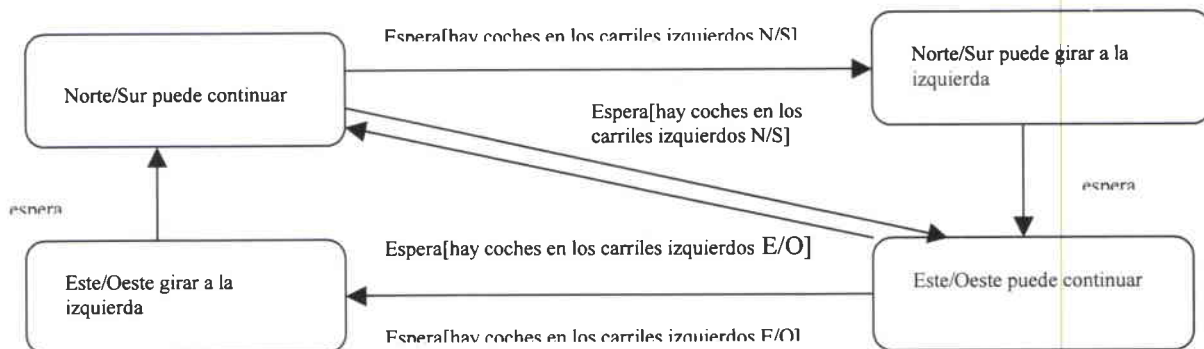 Espera[hay coches en los carriles izquierdos N/S]
Norte/Sur puede continuar
Norte/Sur puede girar a la
izquierda
Espera[hay coches en los
carriles izquierdos N/S]
espera
espera
Espera[hay coches en los carriles izquierdos E/O]
Este/Oeste girar a la
izquierda
Este/Oeste puede continuar
Espera[hay coches en los carriles izquierdos E/O]